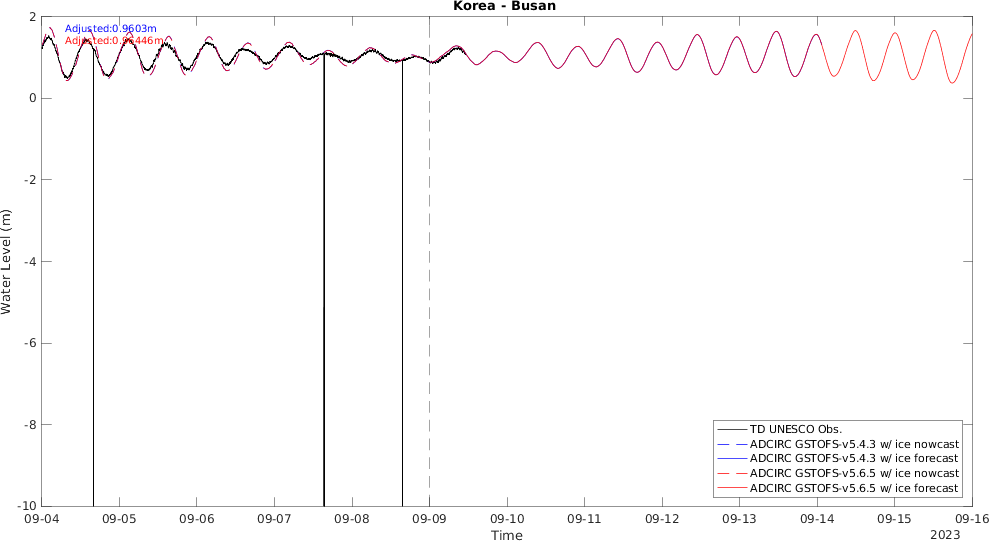 Korea - Busan
Adjusted:0.9603m
Water Level (m)
2
0
-2
-4
-6
-8
-10
09-04
09-05
09-06
09-07
09-08
09-09
09-10
09-11
09-12
09-13
09-14
09-15
09-16
Time
2023
TD UNESCO Obs.
ADCIRC GSTOFS-v5.4.3 w/ ice nowcast
ADCIRC GSTOFS-v5.4.3 w/ ice forecast
ADCIRC GSTOFS-v5.6.5 w/ ice nowcast
ADCIRC GSTOFS-v5.6.5 w/ ice forecast